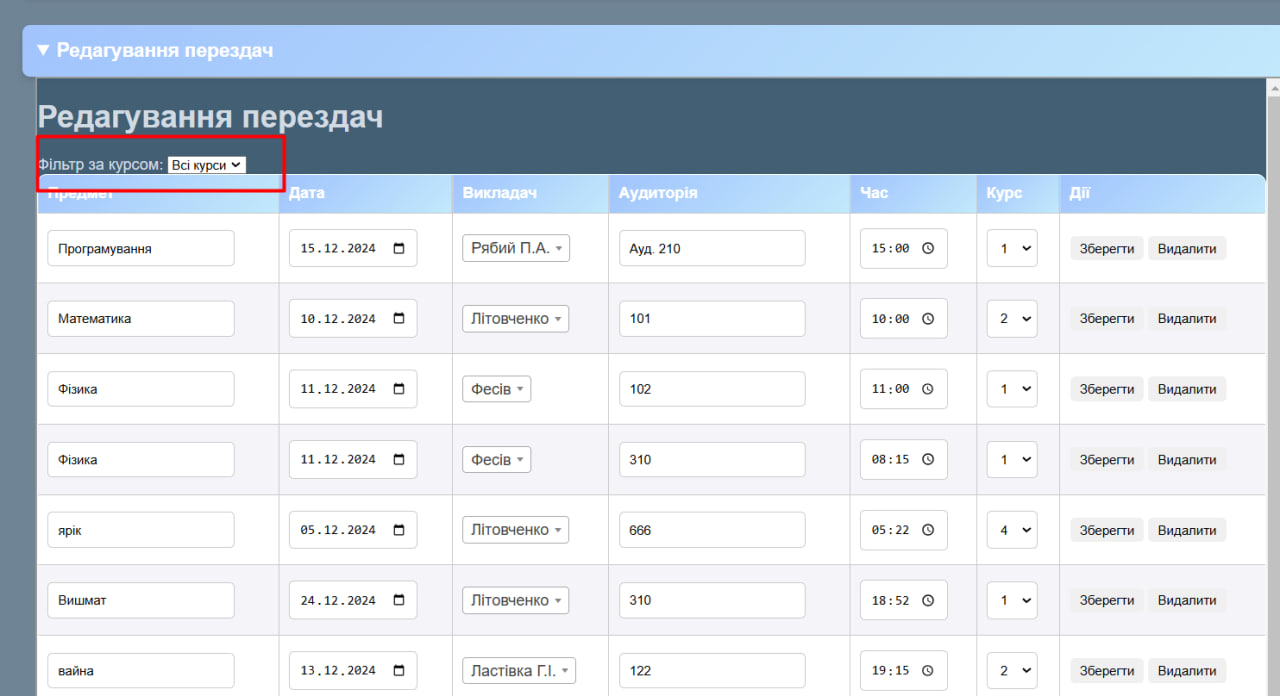 ▼ Редагування перездач
Редагування перездач
Фільтр за курсом: Всі курси
Предмет Дата Викладач Аудиторія Час Курс Дії
Програмування 15.12.2024 Рябий П.А. Ауд. 210 15:00 1 Зберегти Видалити
Математика 10.12.2024 Літовченко 101 10:00 2 Зберегти Видалити
Фізика 11.12.2024 Фесів 102 11:00 1 Зберегти Видалити
Фізика 11.12.2024 Фесів 310 08:15 1 Зберегти Видалити
ярік 05.12.2024 Літовченко 666 05:22 4 Зберегти Видалити
Вишмат 24.12.2024 Літовченко 310 18:52 1 Зберегти Видалити
вайна 13.12.2024 Ластівка Г.І. 122 19:15 2 Зберегти Видалити